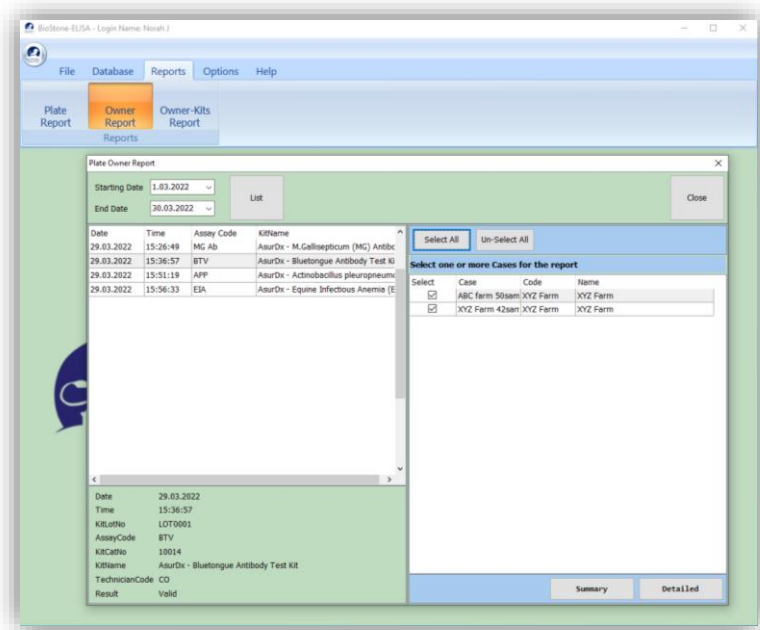 BioStone-ELISA - Login Name: Norah J
File Database Reports Options Help
Plate Report
Owner Report
Owner-Kits Report
Reports
Plate Owner Report
Starting Date 1.03.2022
End Date 30.03.2022
List
Close
Date Time Assay Code KitName
29.03.2022 15:26:49 MG Ab AsurDx - M.Gallisepticum (MG) Antibc
29.03.2022 15:36:57 BTV AsurDx - Bluetongue Antibody Test Ki
29.03.2022 15:51:19 APP AsurDx - Actinobacillus pleuropneumo
29.03.2022 15:56:33 EIA AsurDx - Equine Infectious Anemia (E
Select All Un-Select All
Select one or more Cases for the report
Select Case Code Name
ABC farm 50sam XYZ Farm XYZ Farm
XYZ Farm 42sam XYZ Farm XYZ Farm
Date 29.03.2022
Time 15:36:57
KitLotNo LOT0001
AssayCode BTV
KitCatNo 10014
KitName AsurDx - Bluetongue Antibody Test Kit
TechnicianCode CO
Result Valid
Summary Detailed